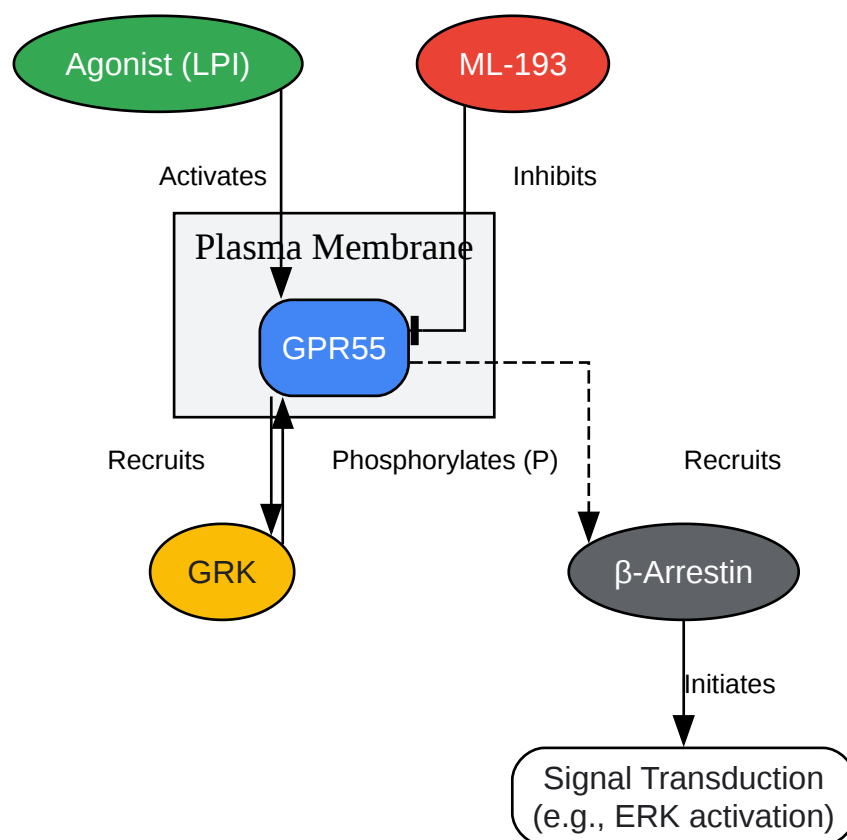 Agonist (LPI)
ML-193
Activates
Inhibits
Plasma Membrane
GPR55
Recruits
Phosphorylates (P)
Recruits
GRK
β-Arrestin
Initiates
Signal Transduction
(e.g., ERK activation)